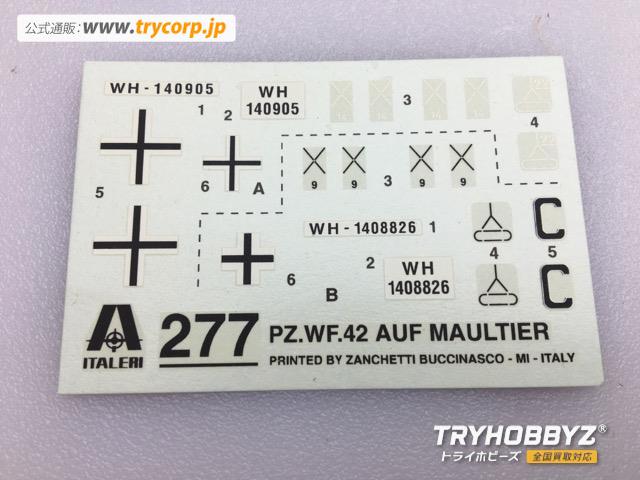 公式通販:www.trycorp.jp
WH-140905
1
WH
140905
2
3
4
5
6
A
9 9 3 9 9
WH-1408826 1
4
C
5
6
B
2
WH
1408826
C
ITALERI
277 PZ.WF.42 AUF MAULTIER
PRINTED BY ZANCHETTI BUCCINASCO - MI - ITALY
TRYHOBBYZ®
トライホビーズ 全国買取対応